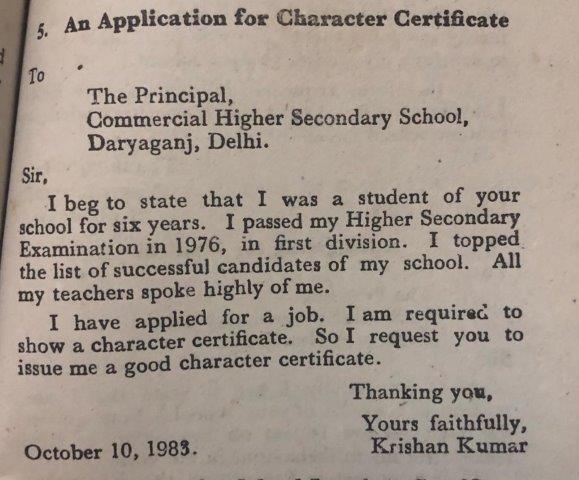 5. An Application for Character Certificate
To
The Principal,
Commercial Higher Secondary School,
Daryaganj, Delhi.
Sir,
I beg to state that I was a student of your
school for six years. I passed my Higher Secondary
Examination in 1976, in first division. I topped
the list of successful candidates of my school. All
my teachers spoke highly of me.
I have applied for a job. I am required to
show a character certificate. So I request you to
issue me a good character certificate.
Thanking you,
Yours faithfully,
October 10, 1983. Krishan Kumar